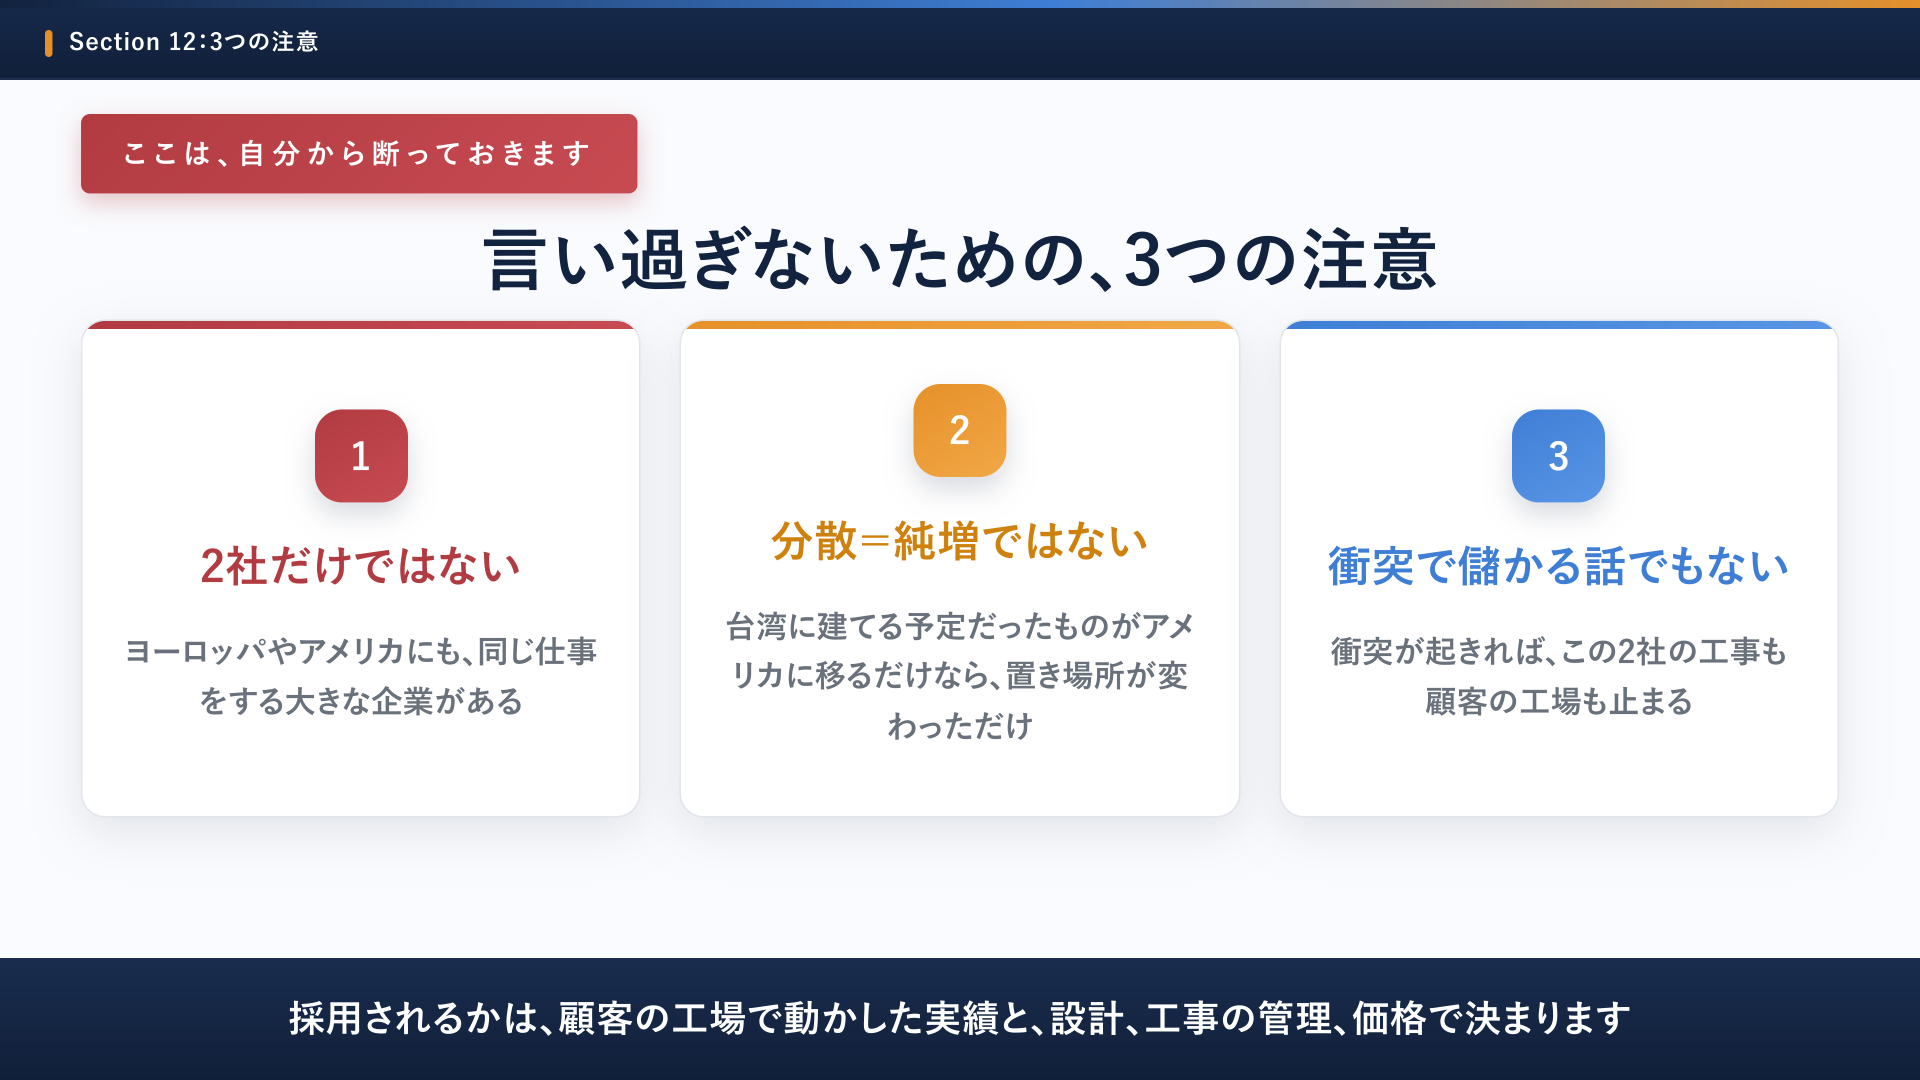 Section 12：3つの注意
ここは、自分から断っておきます
言い過ぎないための、3つの注意
1
2社だけではない
ヨーロッパやアメリカにも、同じ仕事
をする大きな企業がある
2
分散＝純増ではない
台湾に建てる予定だったものがアメ
リカに移るだけなら、置き場所が変
わっただけ
3
衝突で儲かる話でもない
衝突が起きれば、この2社の工事も
顧客の工場も止まる
採用されるかは、顧客の工場で動かした実績と、設計、工事の管理、価格で決まります